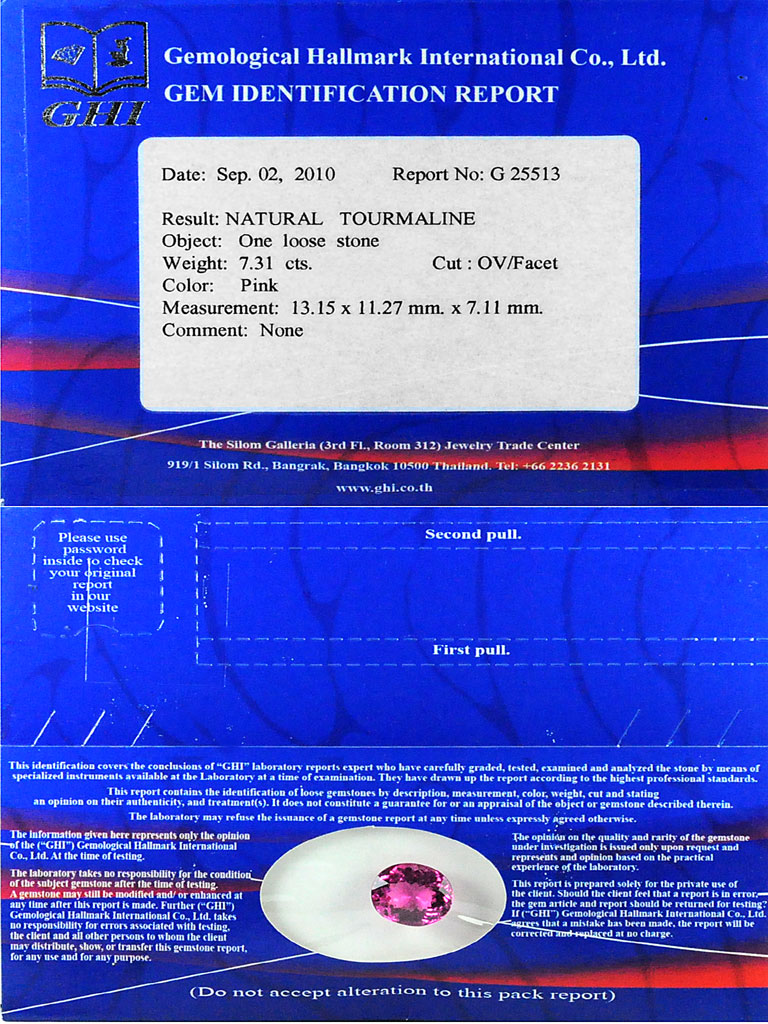 GHI
Gemological Hallmark International Co., Ltd.
GEM IDENTIFICATION REPORT
Date: Sep. 02, 2010 Report No: G 25513
Result: NATURAL TOURMALINE
Object: One loose stone
Weight: 7.31 cts. Cut : OV/Facet
Color: Pink
Measurement: 13.15 x 11.27 mm. x 7.11 mm.
Comment: None
The Silom Galleria (3rd Fl., Room 312) Jewelry Trade Center
919/1 Silom Rd., Bangrak, Bangkok 10500 Thailand. Tel: +66 2236 2131
www.ghi.co.th
Please use
password
inside to check
your original
report
in our
website
Second pull.
First pull.
This identification covers the conclusions of “GHI” laboratory reports expert who have carefully graded, tested, examined and analyzed the stone by means of
specialized instruments available at the Laboratory at a time of examination. They have drawn up the report according to the highest professional standards.
This report contains the identification of loose gemstones by description, measurement, color, weight, cut and stating
an opinion on their authenticity, and treatment(s). It does not constitute a guarantee for or an appraisal of the object or gemstone described therein.
The laboratory may refuse the issuance of a gemstone report at any time unless expressly agreed otherwise.
The information given here represents only the opinion
of the (“GHI”) Gemological Hallmark International
Co., Ltd. At the time of testing.
The laboratory takes no responsibility for the condition
of the subject gemstone after the time of testing.
A gemstone may still be modified and/ or enhanced at
any time after this report is made. Further (“GHI”)
Gemological Hallmark International Co., Ltd. takes
no responsibility for errors associated with testing,
the client and all other persons to whom the client
may distribute, show, or transfer this gemstone report,
for any use and for any purpose.
The opinion on the quality and rarity of the gemstone
under investigation is issued only upon request and
represents and opinion based on the practical
experience of the laboratory.
This report is prepared solely for the private use of
the client. Should the client feel that a report is in error,
the gem article and report should be returned for testing?
If (“GHI”) Gemological Hallmark International Co., Ltd.
agrees that a mistake has been made, the report will be
corrected and replaced at no charge.
(Do not accept alteration to this pack report)